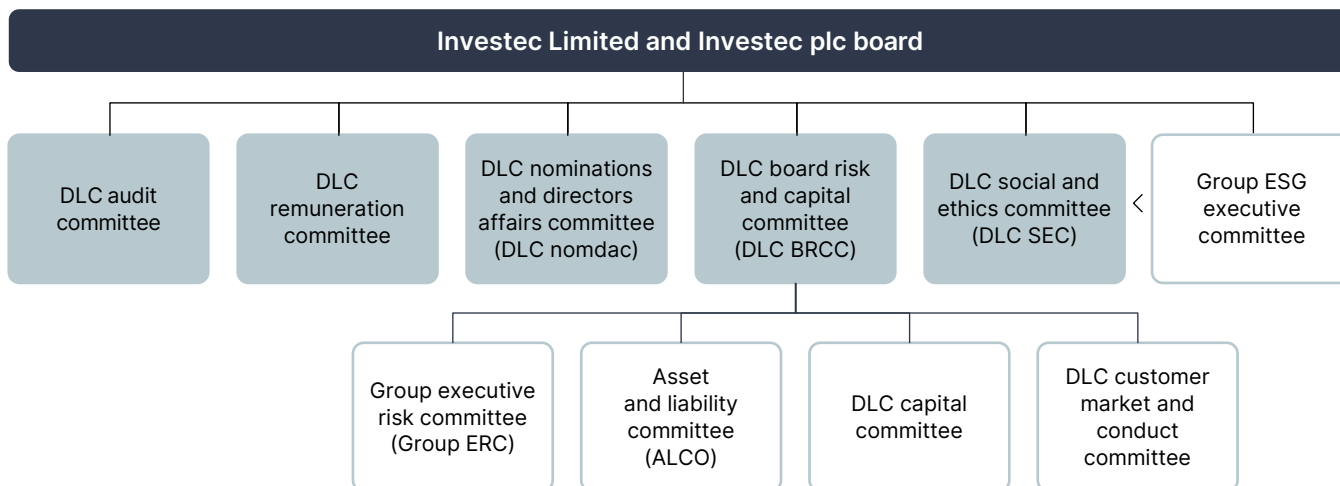 Investec Limited and Investec plc board
DLC audit
committee
DLC
remuneration
committee
DLC nominations
and directors
affairs committee
(DLC nomdac)
DLC board risk
and capital
committee
(DLC BRCC)
DLC social and
ethics committee
(DLC SEC)
Group ESG
executive
committee
Group executive
risk committee
(Group ERC)
Asset
and liability
committee
(ALCO)
DLC capital
committee
DLC customer
market and
conduct
committee